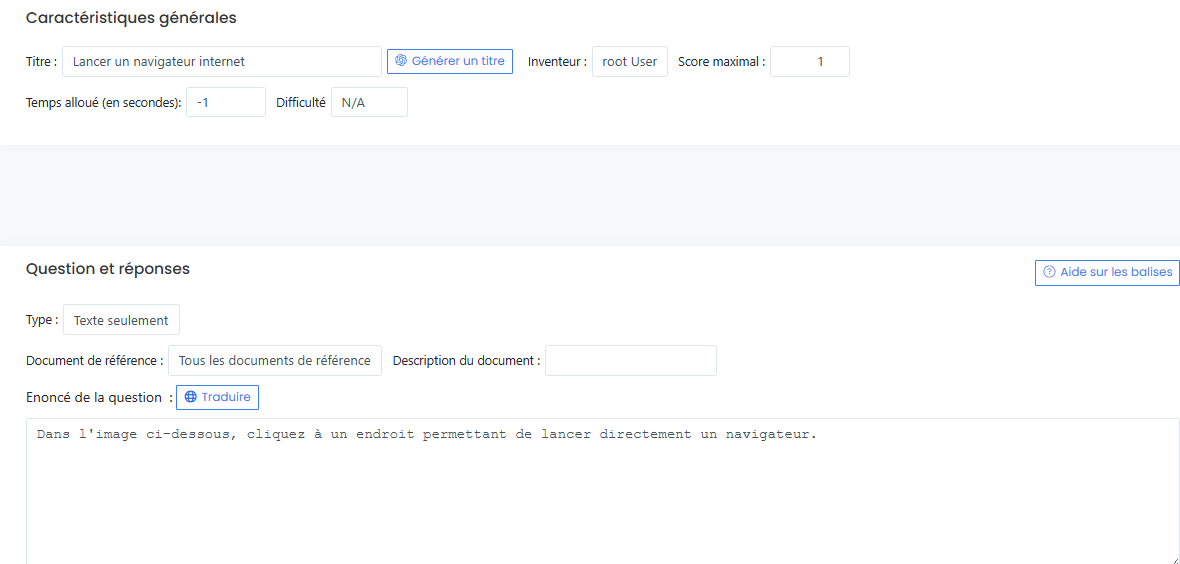 Caractéristiques générales
Titre : Lancer un navigateur internet Générer un titre Inventeur : root User Score maximal : 1
Temps alloué (en secondes): -1 Difficulté N/A
Question et réponses Aide sur les balises
Type : Texte seulement
Document de référence : Tous les documents de référence Description du document :
Enoncé de la question : Traduire
Dans l'image ci-dessous, cliquez à un endroit permettant de lancer directement un navigateur.